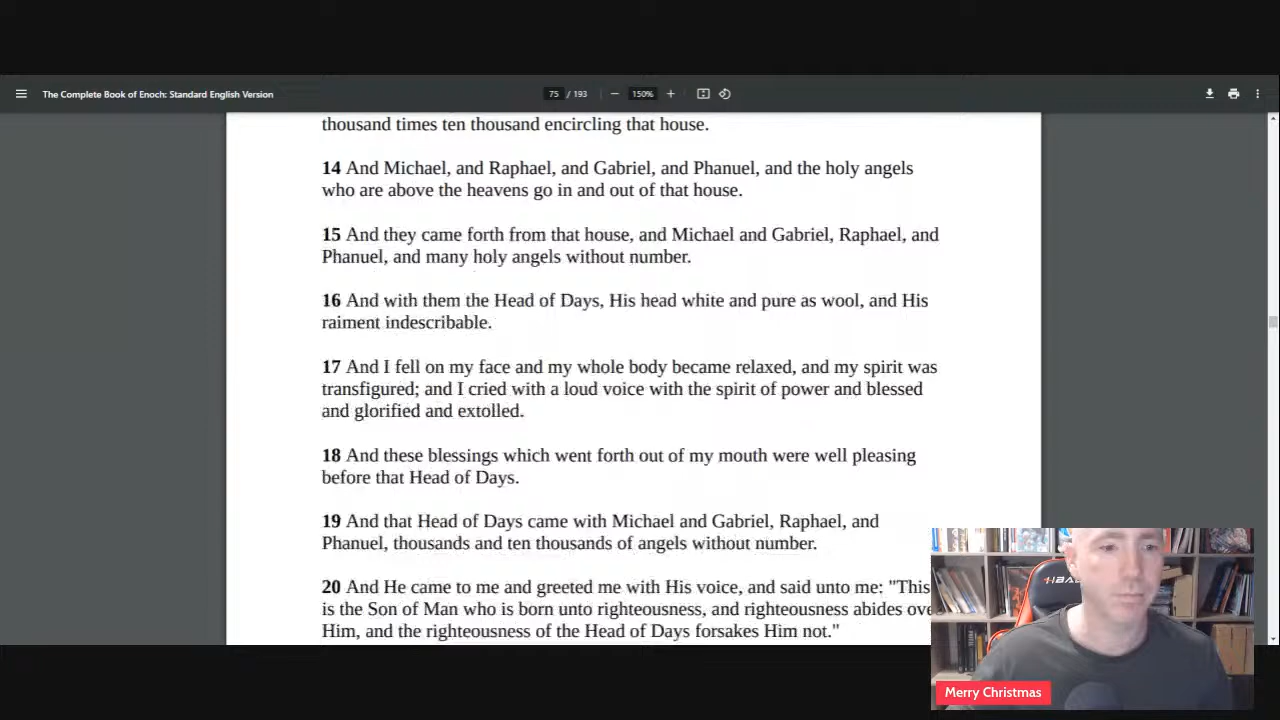 The Complete Book of Enoch: Standard English Version
75 / 193
150%
thousand times ten thousand encircling that house.
14 And Michael, and Raphael, and Gabriel, and Phanuel, and the holy angels
who are above the heavens go in and out of that house.
15 And they came forth from that house, and Michael and Gabriel, Raphael, and
Phanuel, and many holy angels without number.
16 And with them the Head of Days, His head white and pure as wool, and His
raiment indescribable.
17 And I fell on my face and my whole body became relaxed, and my spirit was
transfigured; and I cried with a loud voice with the spirit of power and blessed
and glorified and extolled.
18 And these blessings which went forth out of my mouth were well pleasing
before that Head of Days.
19 And that Head of Days came with Michael and Gabriel, Raphael, and
Phanuel, thousands and ten thousands of angels without number.
20 And He came to me and greeted me with His voice, and said unto me: "This
is the Son of Man who is born unto righteousness, and righteousness abides ove
Him, and the righteousness of the Head of Days forsakes Him not."
Merry Christmas